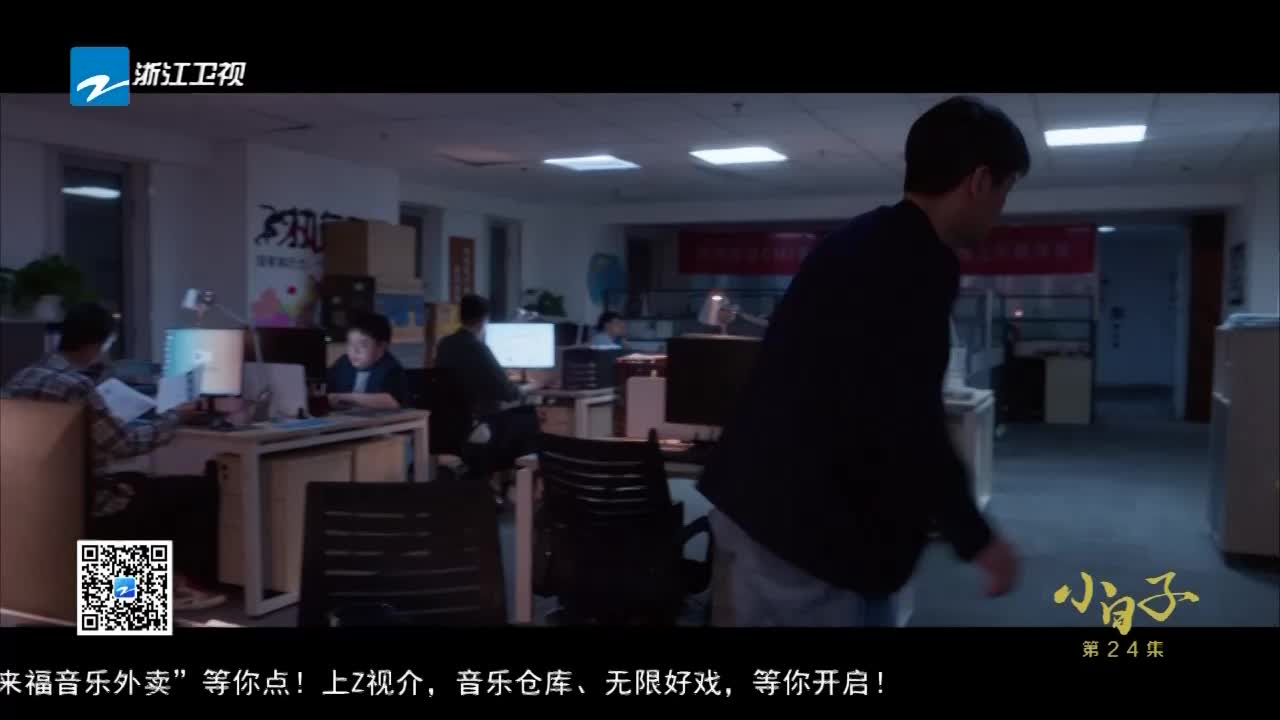 浙江卫视
小日子
第24集
来福音乐外卖”等你点！上Z视介，音乐仓库、无限好戏，等你开启！